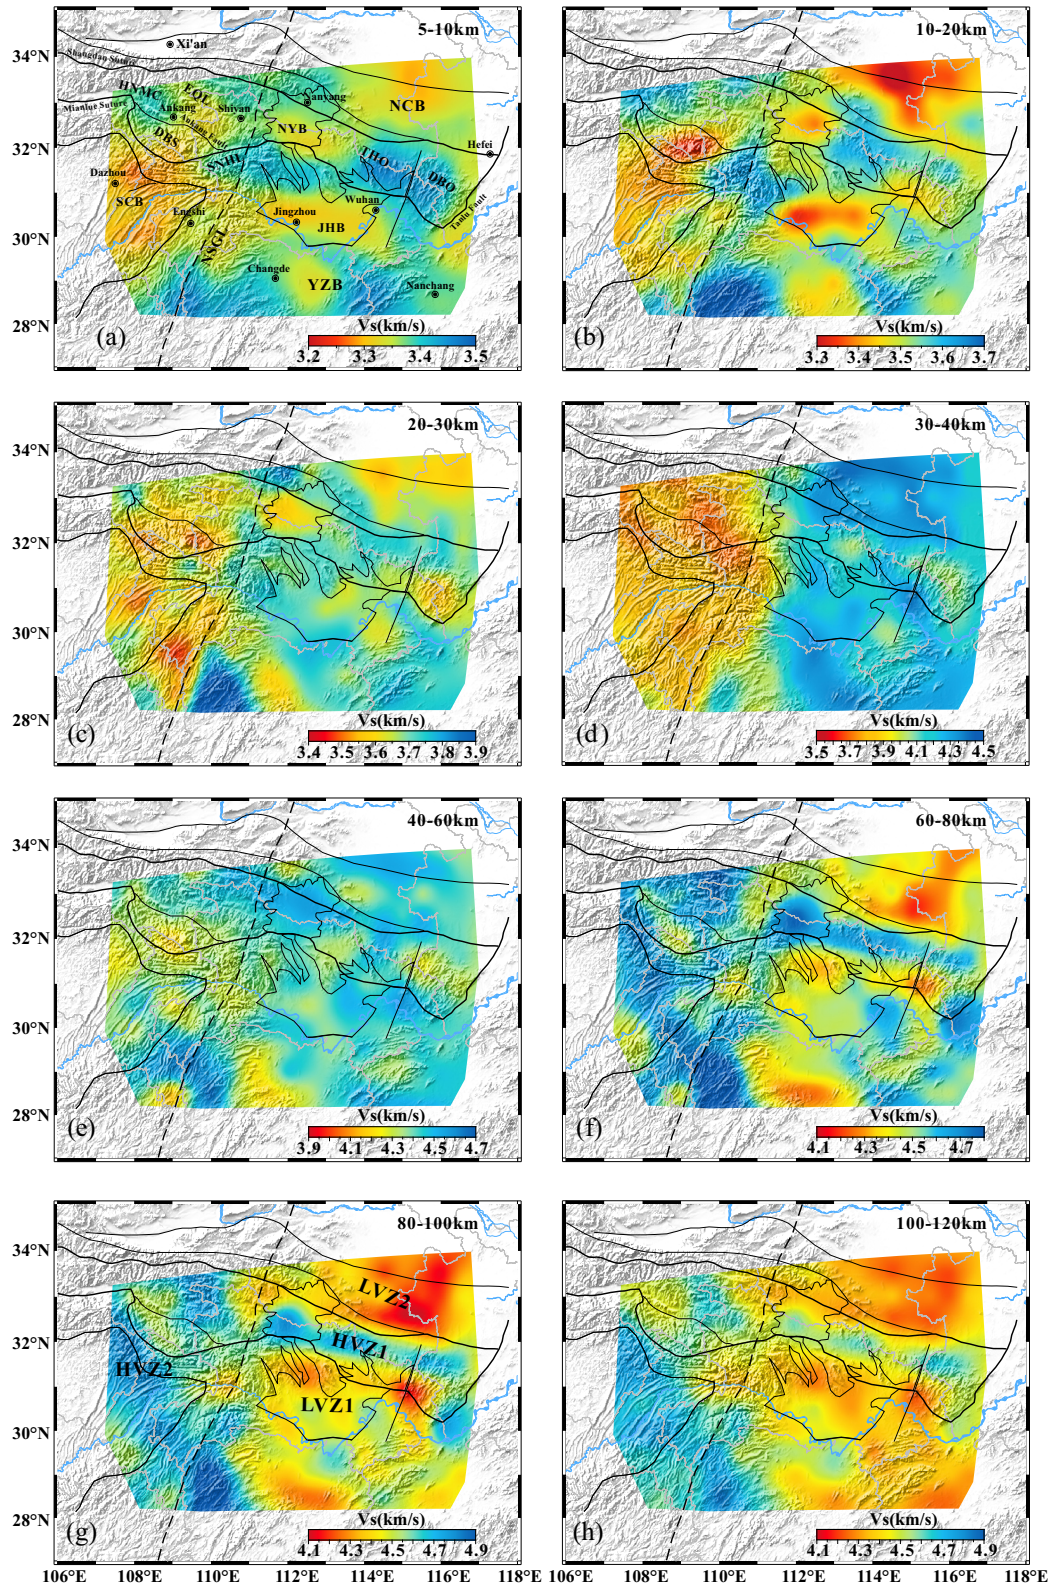 5-10km
34°N
32°N
30°N
28°N
Xi'an
Shangdan Suture
Mianlue Suture
HNMC
EQL
Ankang
Shiyan
Ankang Fault
Nanyang
NCB
NYB
DBS
Hefei
THO
DBO
SNHI
Dazhou
SCB
Wuhan
Tanlu Fault
Enshi
Jingzhou
JHB
NSGL
Changde
YZB
Nanchang
(a)
Vs(km/s)
3.2 3.3 3.4 3.5
10-20km
(b)
Vs(km/s)
3.3 3.4 3.5 3.6 3.7
20-30km
34°N
32°N
30°N
28°N
(c)
Vs(km/s)
3.4 3.5 3.6 3.7 3.8 3.9
30-40km
(d)
Vs(km/s)
3.5 3.7 3.9 4.1 4.3 4.5
40-60km
34°N
32°N
30°N
28°N
(e)
Vs(km/s)
3.9 4.1 4.3 4.5 4.7
60-80km
(f)
Vs(km/s)
4.1 4.3 4.5 4.7
80-100km
34°N
32°N
30°N
28°N
LVZ2
HVZ1
HVZ2
LVZ1
(g)
Vs(km/s)
4.1 4.3 4.5 4.7 4.9
106°E 108°E 110°E 112°E 114°E 116°E 118°E
100-120km
(h)
Vs(km/s)
4.1 4.3 4.5 4.7 4.9
106°E 108°E 110°E 112°E 114°E 116°E 118°E